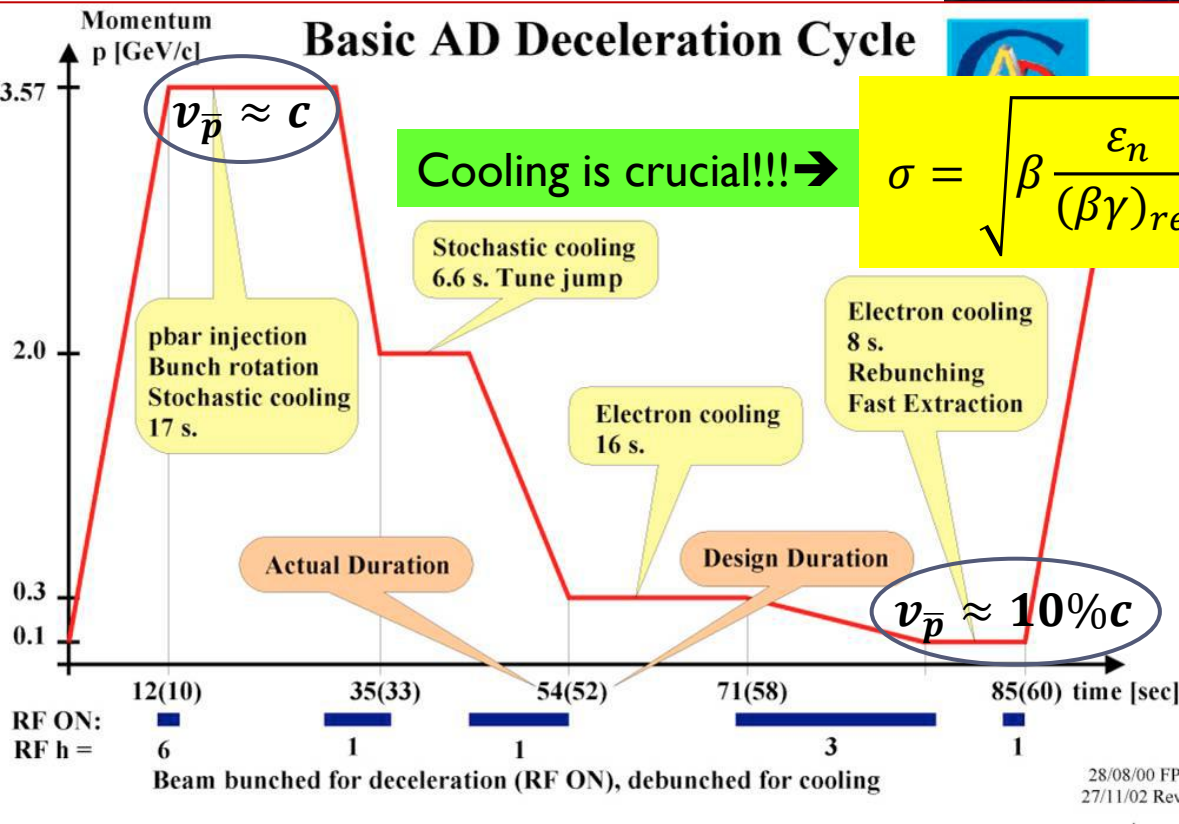 Momentum
p [GeV/c]
Basic AD Deceleration Cycle
3.57
v_p̅ ≈ c
Cooling is crucial!!!➔
σ = √(β ε_n / (βγ)_re
Stochastic cooling
6.6 s. Tune jump
pbar injection
Bunch rotation
Stochastic cooling
17 s.
Electron cooling
8 s.
Rebunching
Fast Extraction
2.0
Electron cooling
16 s.
Actual Duration
Design Duration
0.3
v_p̅ ≈ 10%c
0.1
12(10) 35(33) 54(52) 71(58) 85(60) time [sec]
RF ON:
RF h = 6 1 1 3 1
Beam bunched for deceleration (RF ON), debunched for cooling
28/08/00 FP
27/11/02 Rev